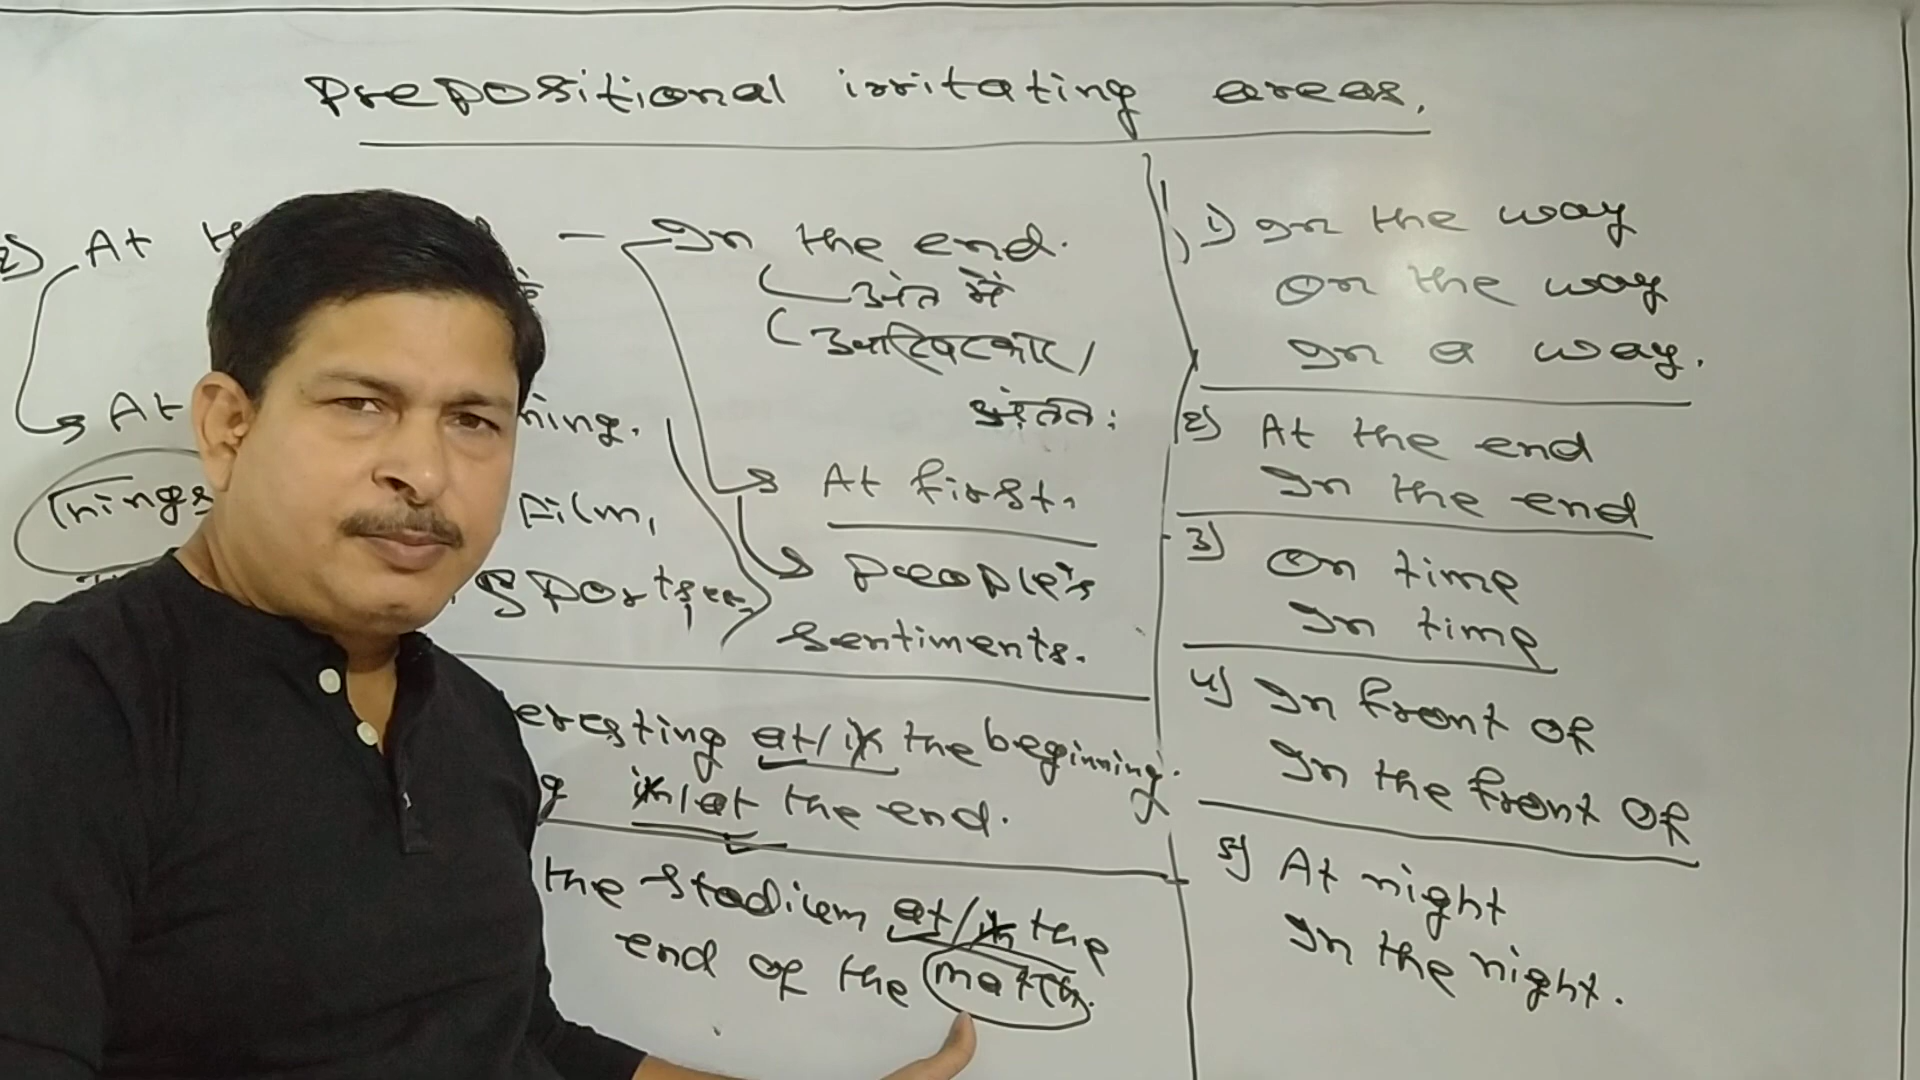 Prepositional irritating areas.
2) At — In the end.
अंत में
आखिरकार/
अंततः
At ning.
At first.
Things Film,
Sports,
People's
sentiments.
eresting at/in the beginning.
g in/at the end.
the stadium at/in the
end of the match.
1) In the way
On the way
In a way.
2) At the end
In the end
3) On time
In time
4) In front of
In the front of
5) At night
In the night.